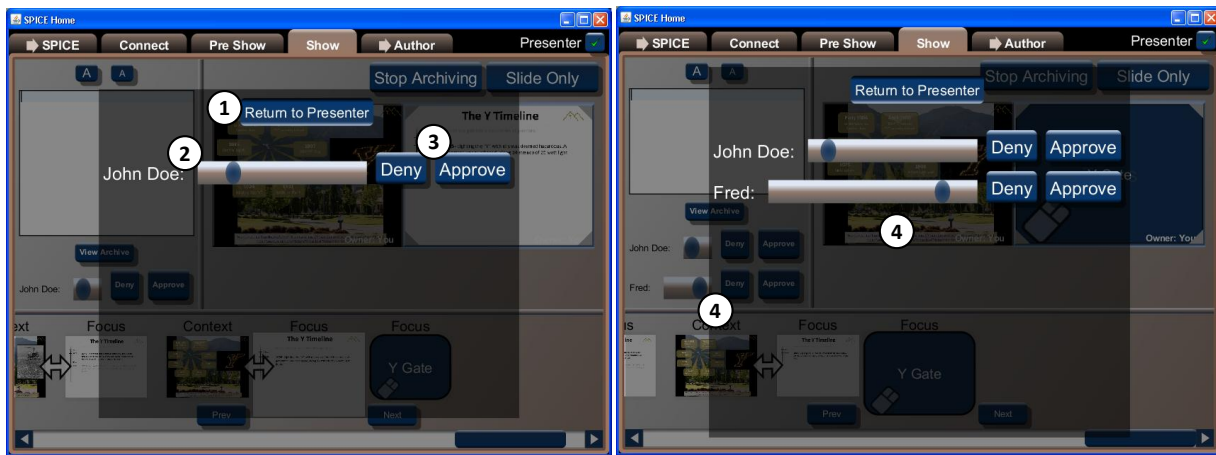 SPICE Home
SPICE Connect Pre Show Show Author Presenter
A A
Stop Archiving Slide Only
1 Return to Presenter
The Y Timeline
2 3
John Doe: Deny Approve
Owner: You
View Archive
John Doe: Deny Approve
ext Focus Context Focus Focus
The Y Timeline
The Y Timeline
Y Gate
Prev Next
SPICE Home
SPICE Connect Pre Show Show Author Presenter
A A
Stop Archiving Slide Only
Return to Presenter
John Doe: Deny Approve
Fred: Deny Approve
View Archive
4
Owner: You Owner: You
John Doe: Deny Approve
Fred: Deny Approve
4
us Context Focus Focus
The Y Timeline
Y Gate
Prev Next